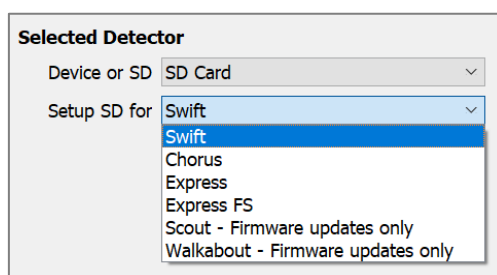 Selected Detector
Device or SD SD Card
Setup SD for Swift
Swift
Chorus
Express
Express FS
Scout - Firmware updates only
Walkabout - Firmware updates only